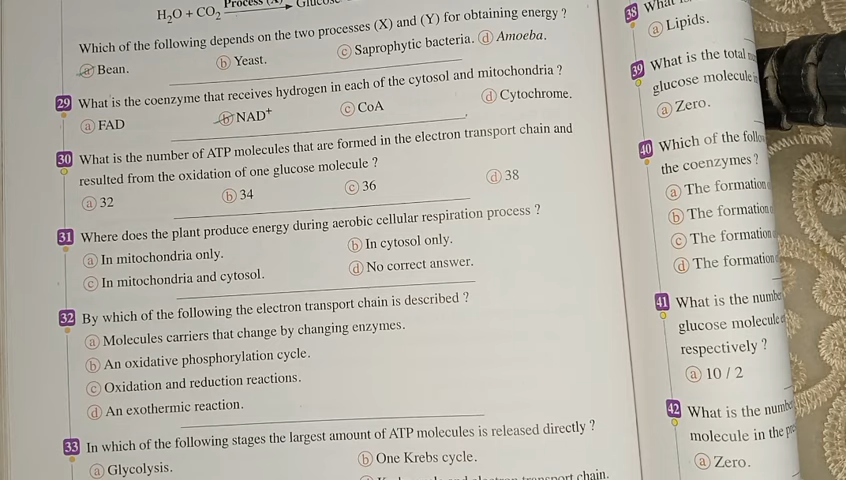 H₂O + CO₂ Process
Which of the following depends on the two processes (X) and (Y) for obtaining energy ?
a Bean. b Yeast. c Saprophytic bacteria. d Amoeba.
29 What is the coenzyme that receives hydrogen in each of the cytosol and mitochondria ?
a FAD b NAD⁺ c CoA d Cytochrome.
30 What is the number of ATP molecules that are formed in the electron transport chain and
resulted from the oxidation of one glucose molecule ?
a 32 b 34 c 36 d 38
31 Where does the plant produce energy during aerobic cellular respiration process ?
a In mitochondria only. b In cytosol only.
c In mitochondria and cytosol. d No correct answer.
32 By which of the following the electron transport chain is described ?
a Molecules carriers that change by changing enzymes.
b An oxidative phosphorylation cycle.
c Oxidation and reduction reactions.
d An exothermic reaction.
33 In which of the following stages the largest amount of ATP molecules is released directly ?
a Glycolysis. b One Krebs cycle.
transport chain.
38 What
a Lipids.
39 What is the total
glucose molecule
a Zero.
40 Which of the
the coenzymes ?
a The formation
b The formation
c The formation
d The formation
41 What is the
glucose molecule
respectively ?
a 10 / 2
42 What is the
molecule in the
a Zero.